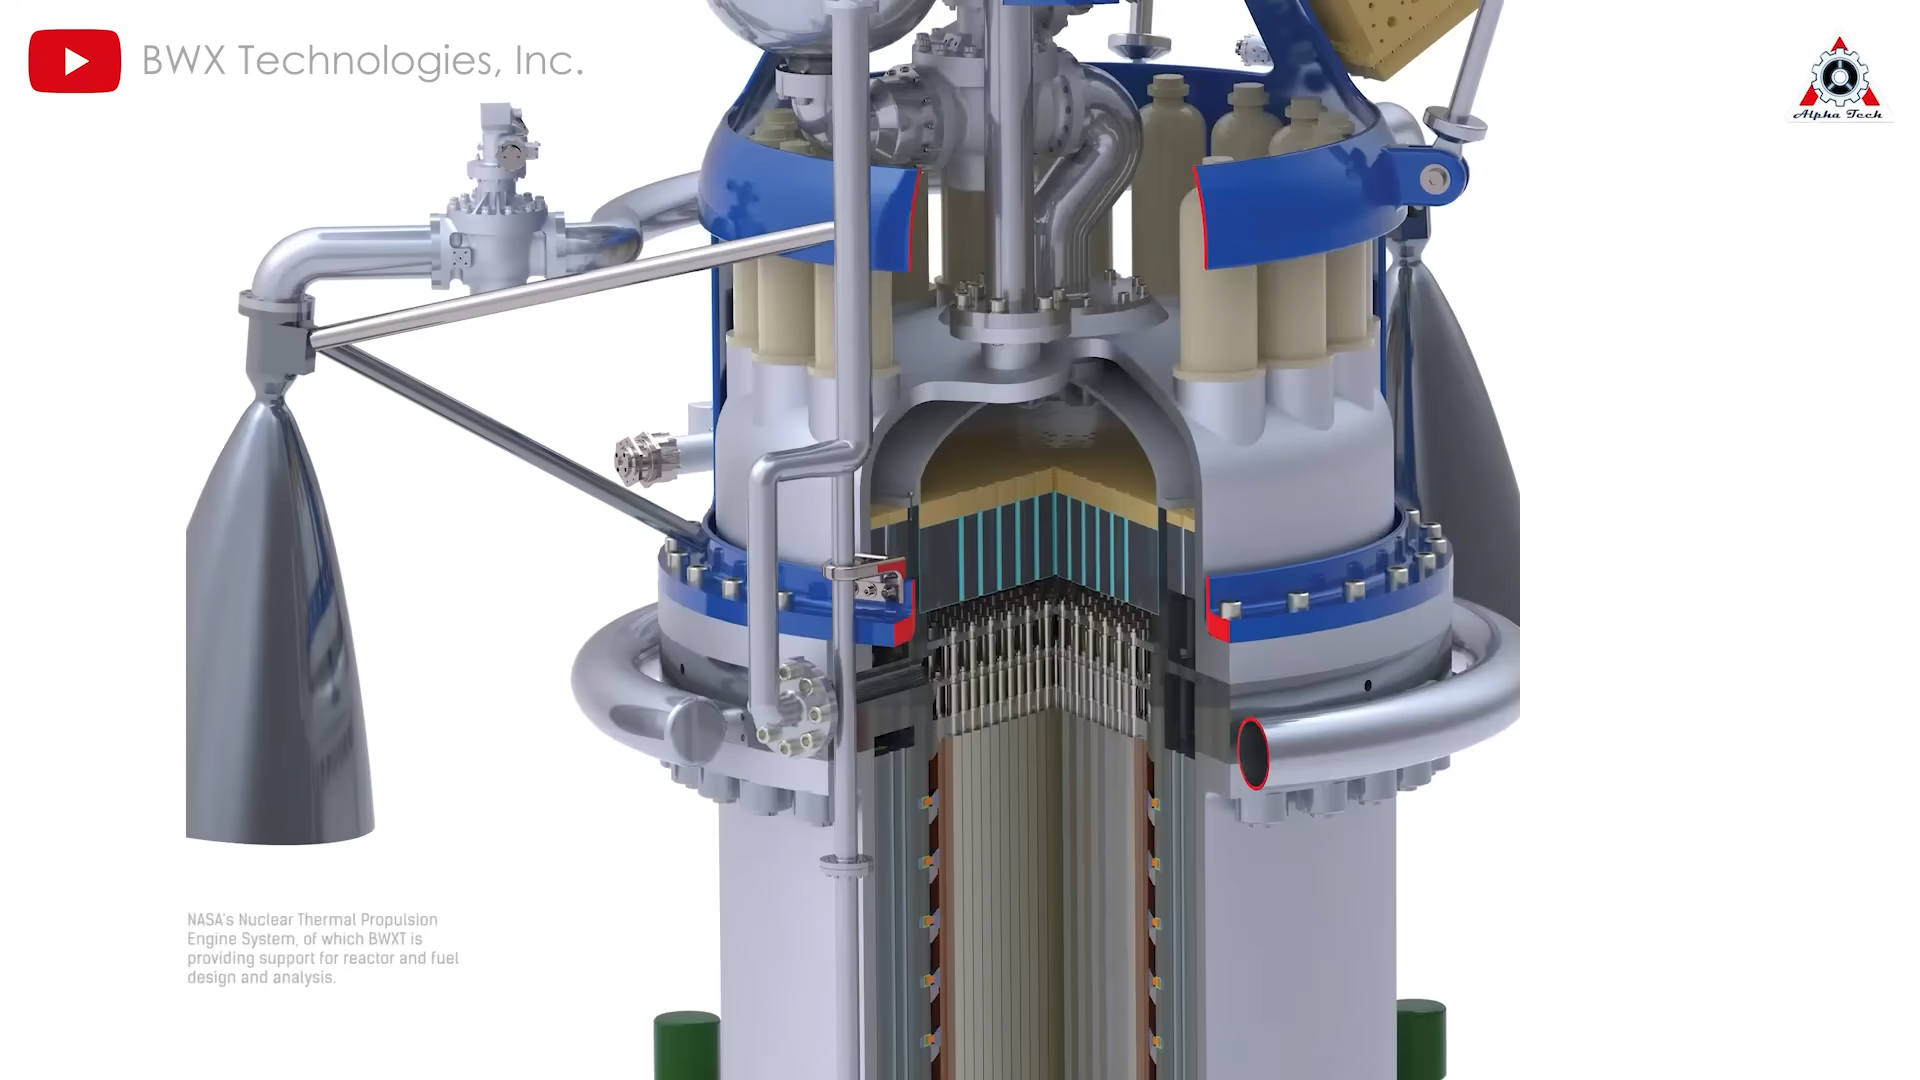 BWX Technologies, Inc.
Alpha Tech
NASA's Nuclear Thermal Propulsion
Engine System, of which BWXT is
providing support for reactor and fuel
design and analysis.